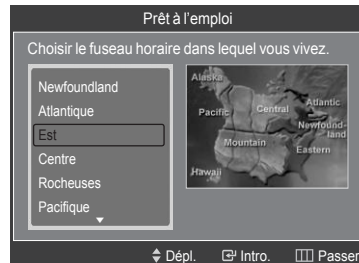 Prêt à l'emploi
Choisir le fuseau horaire dans lequel vous vivez.
Newfoundland
Atlantique
Est
Centre
Rocheuses
Pacifique
Alaska
Pacific
Central
Atlantic
Newfound-
land
Mountain
Eastern
Hawaii
Dépl. Intro. Passer